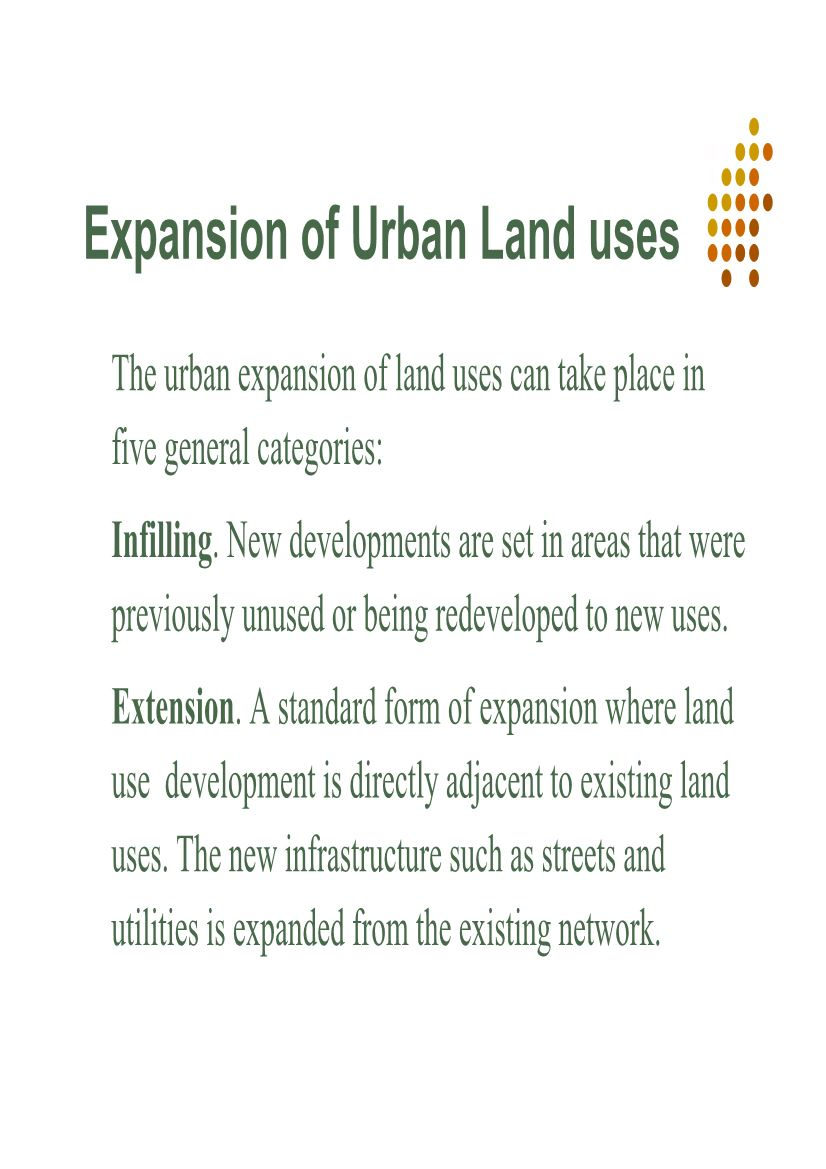 Expansion of Urban Land uses
The urban expansion of land uses can take place in
five general categories:
Infilling. New developments are set in areas that were
previously unused or being redeveloped to new uses.
Extension. A standard form of expansion where land
use  development is directly adjacent to existing land
uses. The new infrastructure such as streets and
utilities is expanded from the existing network.